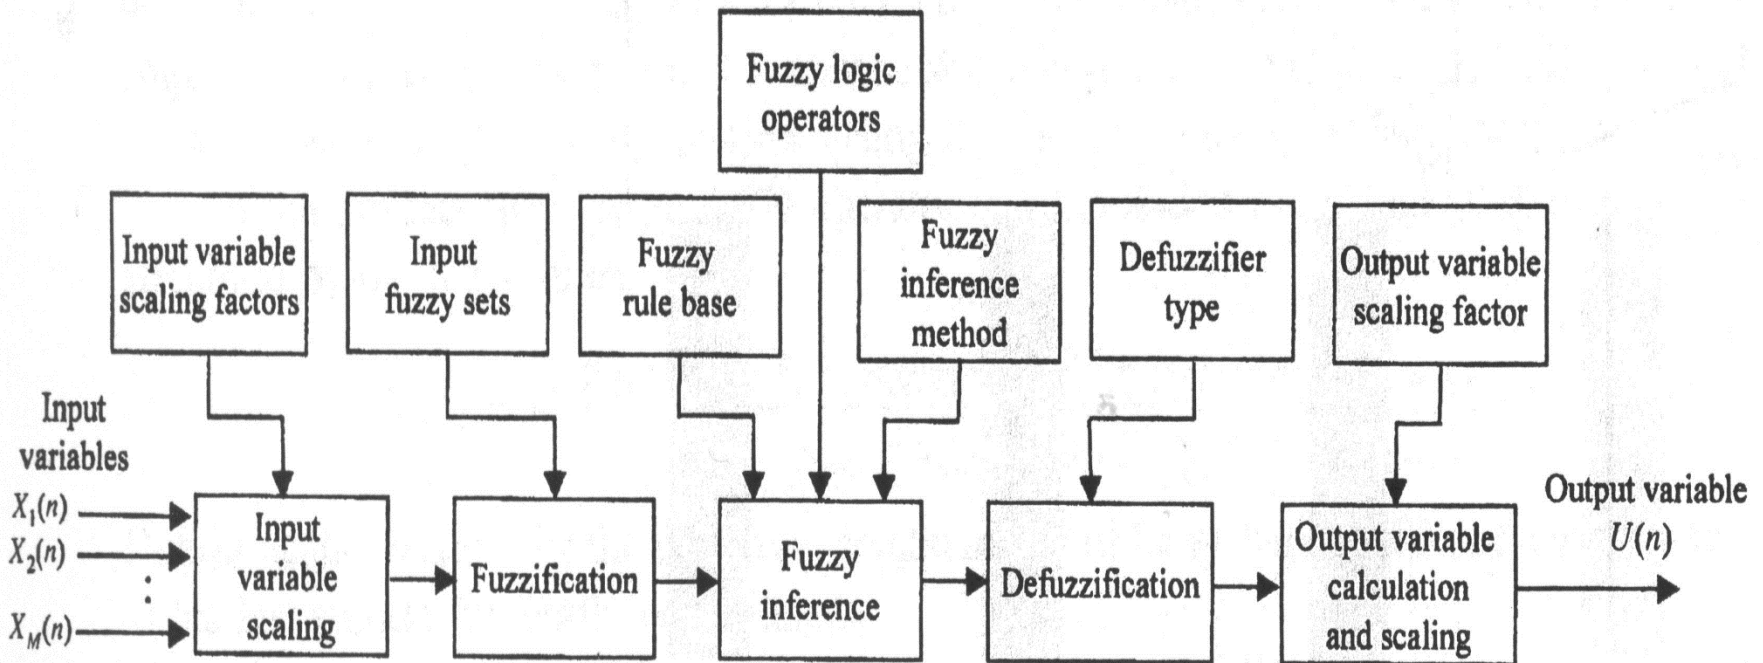 Fuzzy logic
operators
Input variable
scaling factors
Input
fuzzy sets
Fuzzy
rule base
Fuzzy
inference
method
Defuzzifier
type
Output variable
scaling factor
Input
variables
X₁(n)
X₂(n)
⋮
X_M(n)
Input
variable
scaling
Fuzzification
Fuzzy
inference
Defuzzification
Output variable
calculation
and scaling
Output variable
U(n)